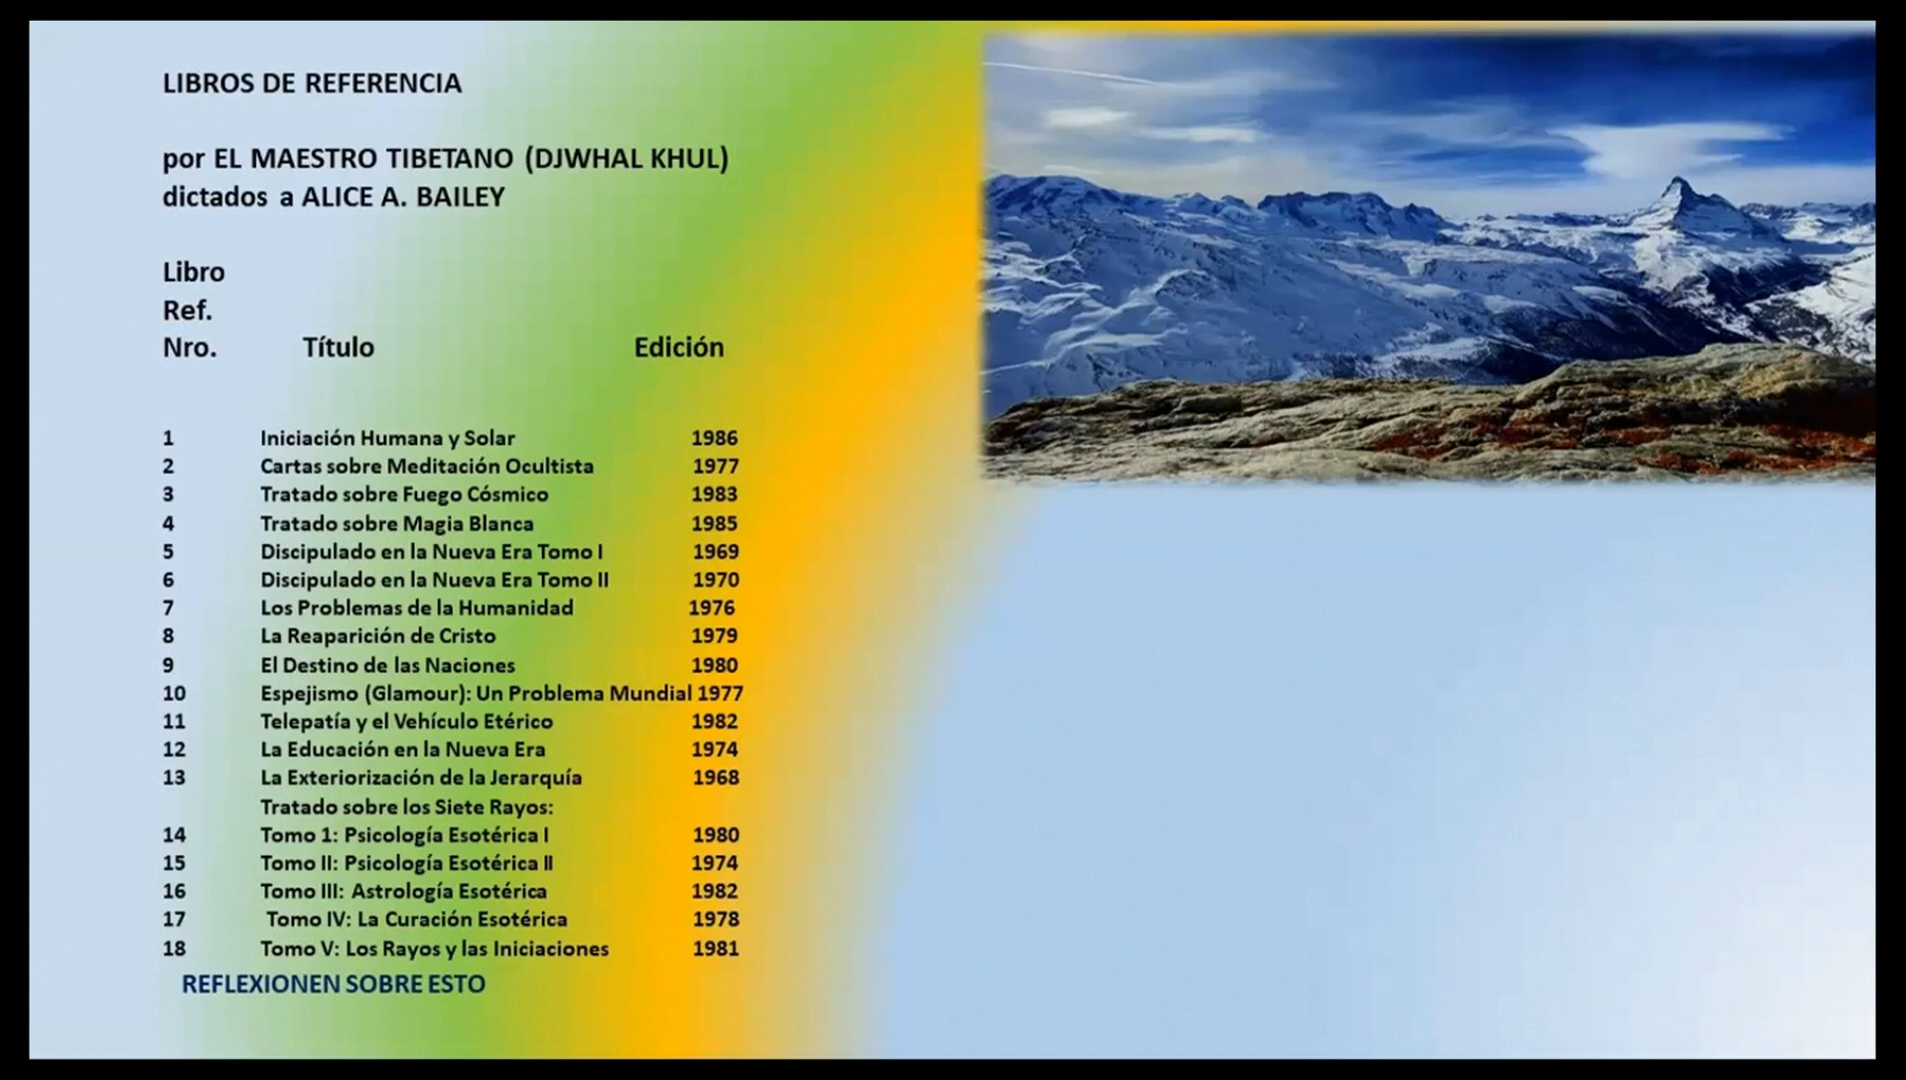 LIBROS DE REFERENCIA
por EL MAESTRO TIBETANO (DJWHAL KHUL)
dictados a ALICE A. BAILEY
Libro
Ref.
Nro. Título Edición
1 Iniciación Humana y Solar 1986
2 Cartas sobre Meditación Ocultista 1977
3 Tratado sobre Fuego Cósmico 1983
4 Tratado sobre Magia Blanca 1985
5 Discipulado en la Nueva Era Tomo I 1969
6 Discipulado en la Nueva Era Tomo II 1970
7 Los Problemas de la Humanidad 1976
8 La Reaparición de Cristo 1979
9 El Destino de las Naciones 1980
10 Espejismo (Glamour): Un Problema Mundial 1977
11 Telepatía y el Vehículo Etérico 1982
12 La Educación en la Nueva Era 1974
13 La Exteriorización de la Jerarquía 1968
Tratado sobre los Siete Rayos:
14 Tomo 1: Psicología Esotérica I 1980
15 Tomo II: Psicología Esotérica II 1974
16 Tomo III: Astrología Esotérica 1982
17 Tomo IV: La Curación Esotérica 1978
18 Tomo V: Los Rayos y las Iniciaciones 1981
REFLEXIONEN SOBRE ESTO